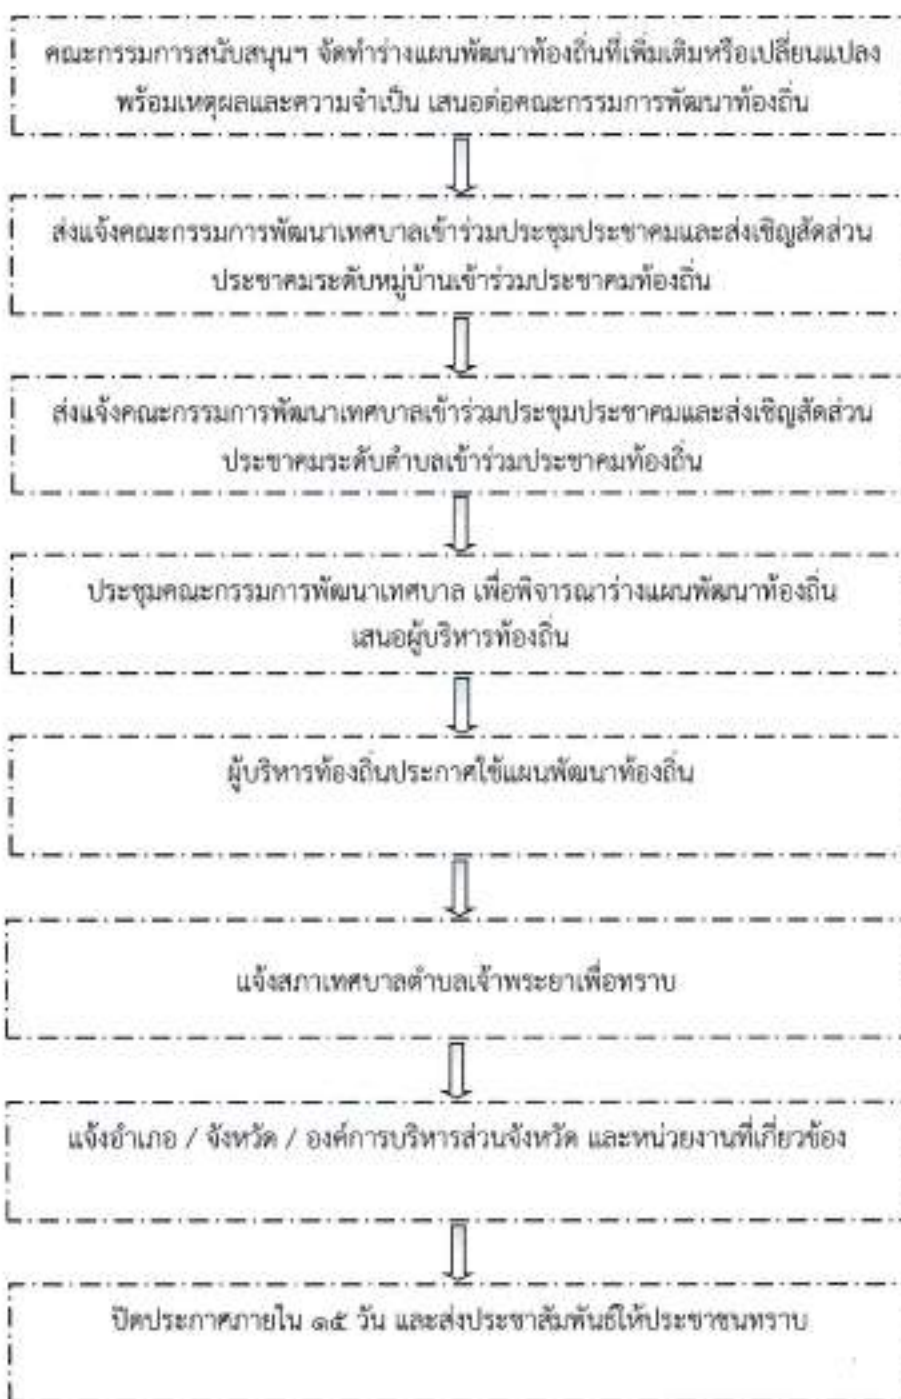 คณะกรรมการสนับสนุนฯ จัดทำร่างแผนพัฒนาท้องถิ่นที่เพิ่มเติมหรือเปลี่ยนแปลง
พร้อมเหตุผลและความจำเป็น เสนอต่อคณะกรรมการพัฒนาท้องถิ่น
ส่งแจ้งคณะกรรมการพัฒนาเทศบาลเข้าร่วมประชุมประชาคมและส่งเชิญสัดส่วน
ประชาคมระดับหมู่บ้านเข้าร่วมประชาคมท้องถิ่น
ส่งแจ้งคณะกรรมการพัฒนาเทศบาลเข้าร่วมประชุมประชาคมและส่งเชิญสัดส่วน
ประชาคมระดับตำบลเข้าร่วมประชาคมท้องถิ่น
ประชุมคณะกรรมการพัฒนาเทศบาล เพื่อพิจารณาร่างแผนพัฒนาท้องถิ่น
เสนอผู้บริหารท้องถิ่น
ผู้บริหารท้องถิ่นประกาศใช้แผนพัฒนาท้องถิ่น
แจ้งสภาเทศบาลตำบลเจ้าพระยาเพื่อทราบ
แจ้งอำเภอ / จังหวัด / องค์การบริหารส่วนจังหวัด และหน่วยงานที่เกี่ยวข้อง
ปิดประกาศภายใน ๑๕ วัน และส่งประชาสัมพันธ์ให้ประชาชนทราบ